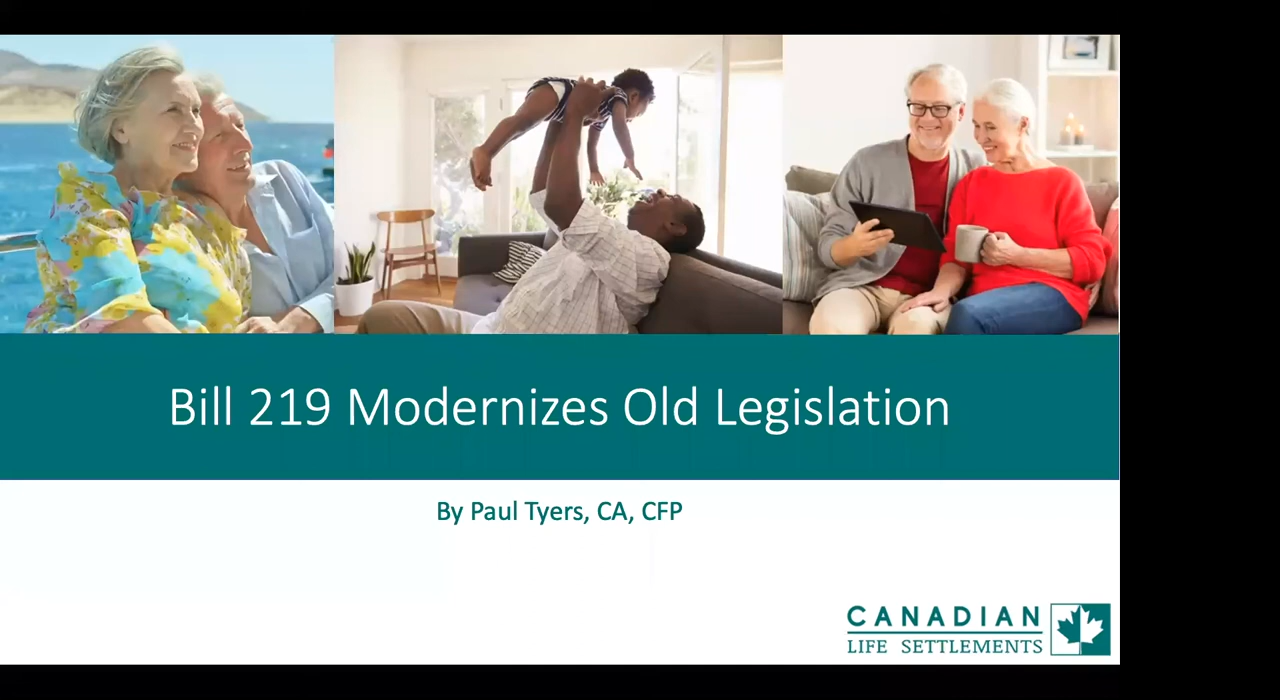 Bill 219 Modernizes Old Legislation
By Paul Tyers, CA, CFP
CANADIAN
LIFE SETTLEMENTS